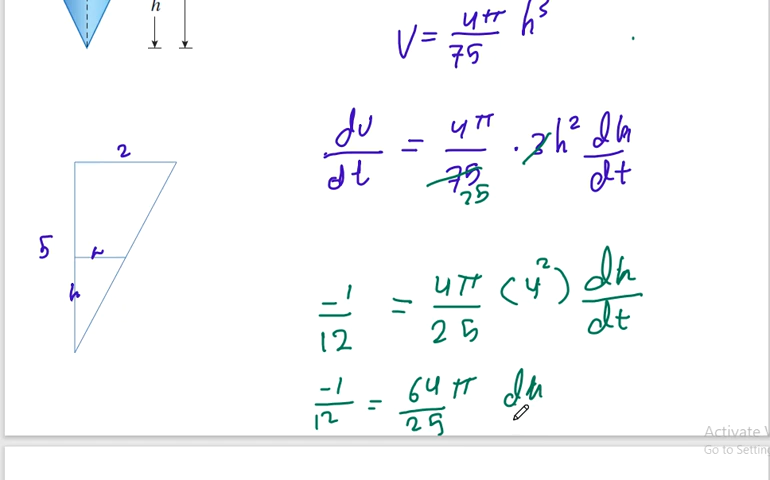 h
V = 4π/75 h³
2
dv/dt = 4π/75 · 3h² dh/dt
25
5
r
h
-1/12 = 4π/25 (4²) dh/dt
-1/12 = 64π/25 dh
Activate
Go to Setting